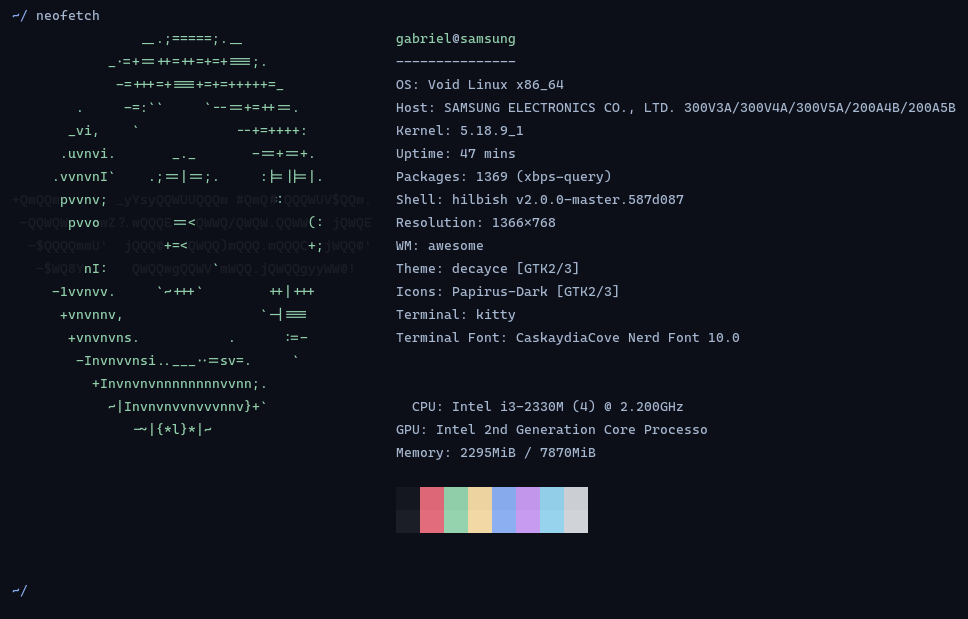 ~/ neofetch
gabriel@samsung
---------------
OS: Void Linux x86_64
Host: SAMSUNG ELECTRONICS CO., LTD. 300V3A/300V4A/300V5A/200A4B/200A5B
Kernel: 5.18.9_1
Uptime: 47 mins
Packages: 1369 (xbps-query)
Shell: hilbish v2.0.0-master.587d087
Resolution: 1366×768
WM: awesome
Theme: decayce [GTK2/3]
Icons: Papirus-Dark [GTK2/3]
Terminal: kitty
Terminal Font: CaskaydiaCove Nerd Font 10.0
CPU: Intel i3-2330M (4) @ 2.200GHz
GPU: Intel 2nd Generation Core Processo
Memory: 2295MiB / 7870MiB
~/